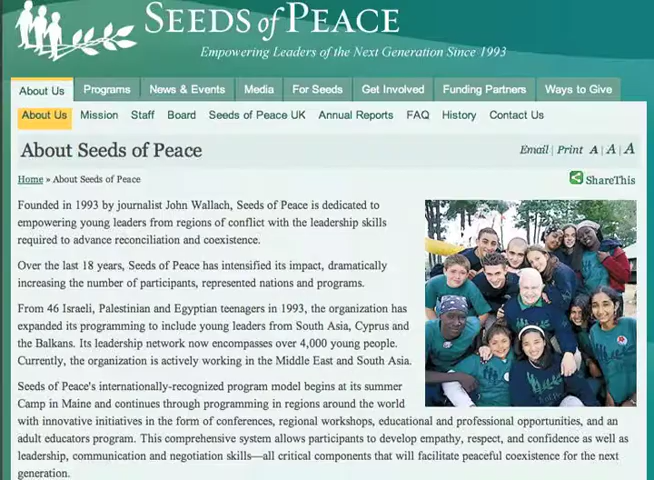 SEEDS of PEACE
Empowering Leaders of the Next Generation Since 1993
About Us Programs News & Events Media For Seeds Get Involved Funding Partners Ways to Give
About Us Mission Staff Board Seeds of Peace UK Annual Reports FAQ History Contact Us
About Seeds of Peace
Email | Print A | A | A
Home » About Seeds of Peace
ShareThis
Founded in 1993 by journalist John Wallach, Seeds of Peace is dedicated to
empowering young leaders from regions of conflict with the leadership skills
required to advance reconciliation and coexistence.
Over the last 18 years, Seeds of Peace has intensified its impact, dramatically
increasing the number of participants, represented nations and programs.
From 46 Israeli, Palestinian and Egyptian teenagers in 1993, the organization has
expanded its programming to include young leaders from South Asia, Cyprus and
the Balkans. Its leadership network now encompasses over 4,000 young people.
Currently, the organization is actively working in the Middle East and South Asia.
Seeds of Peace's internationally-recognized program model begins at its summer
Camp in Maine and continues through programming in regions around the world
with innovative initiatives in the form of conferences, regional workshops, educational and professional opportunities, and an
adult educators program. This comprehensive system allows participants to develop empathy, respect, and confidence as well as
leadership, communication and negotiation skills—all critical components that will facilitate peaceful coexistence for the next
generation.